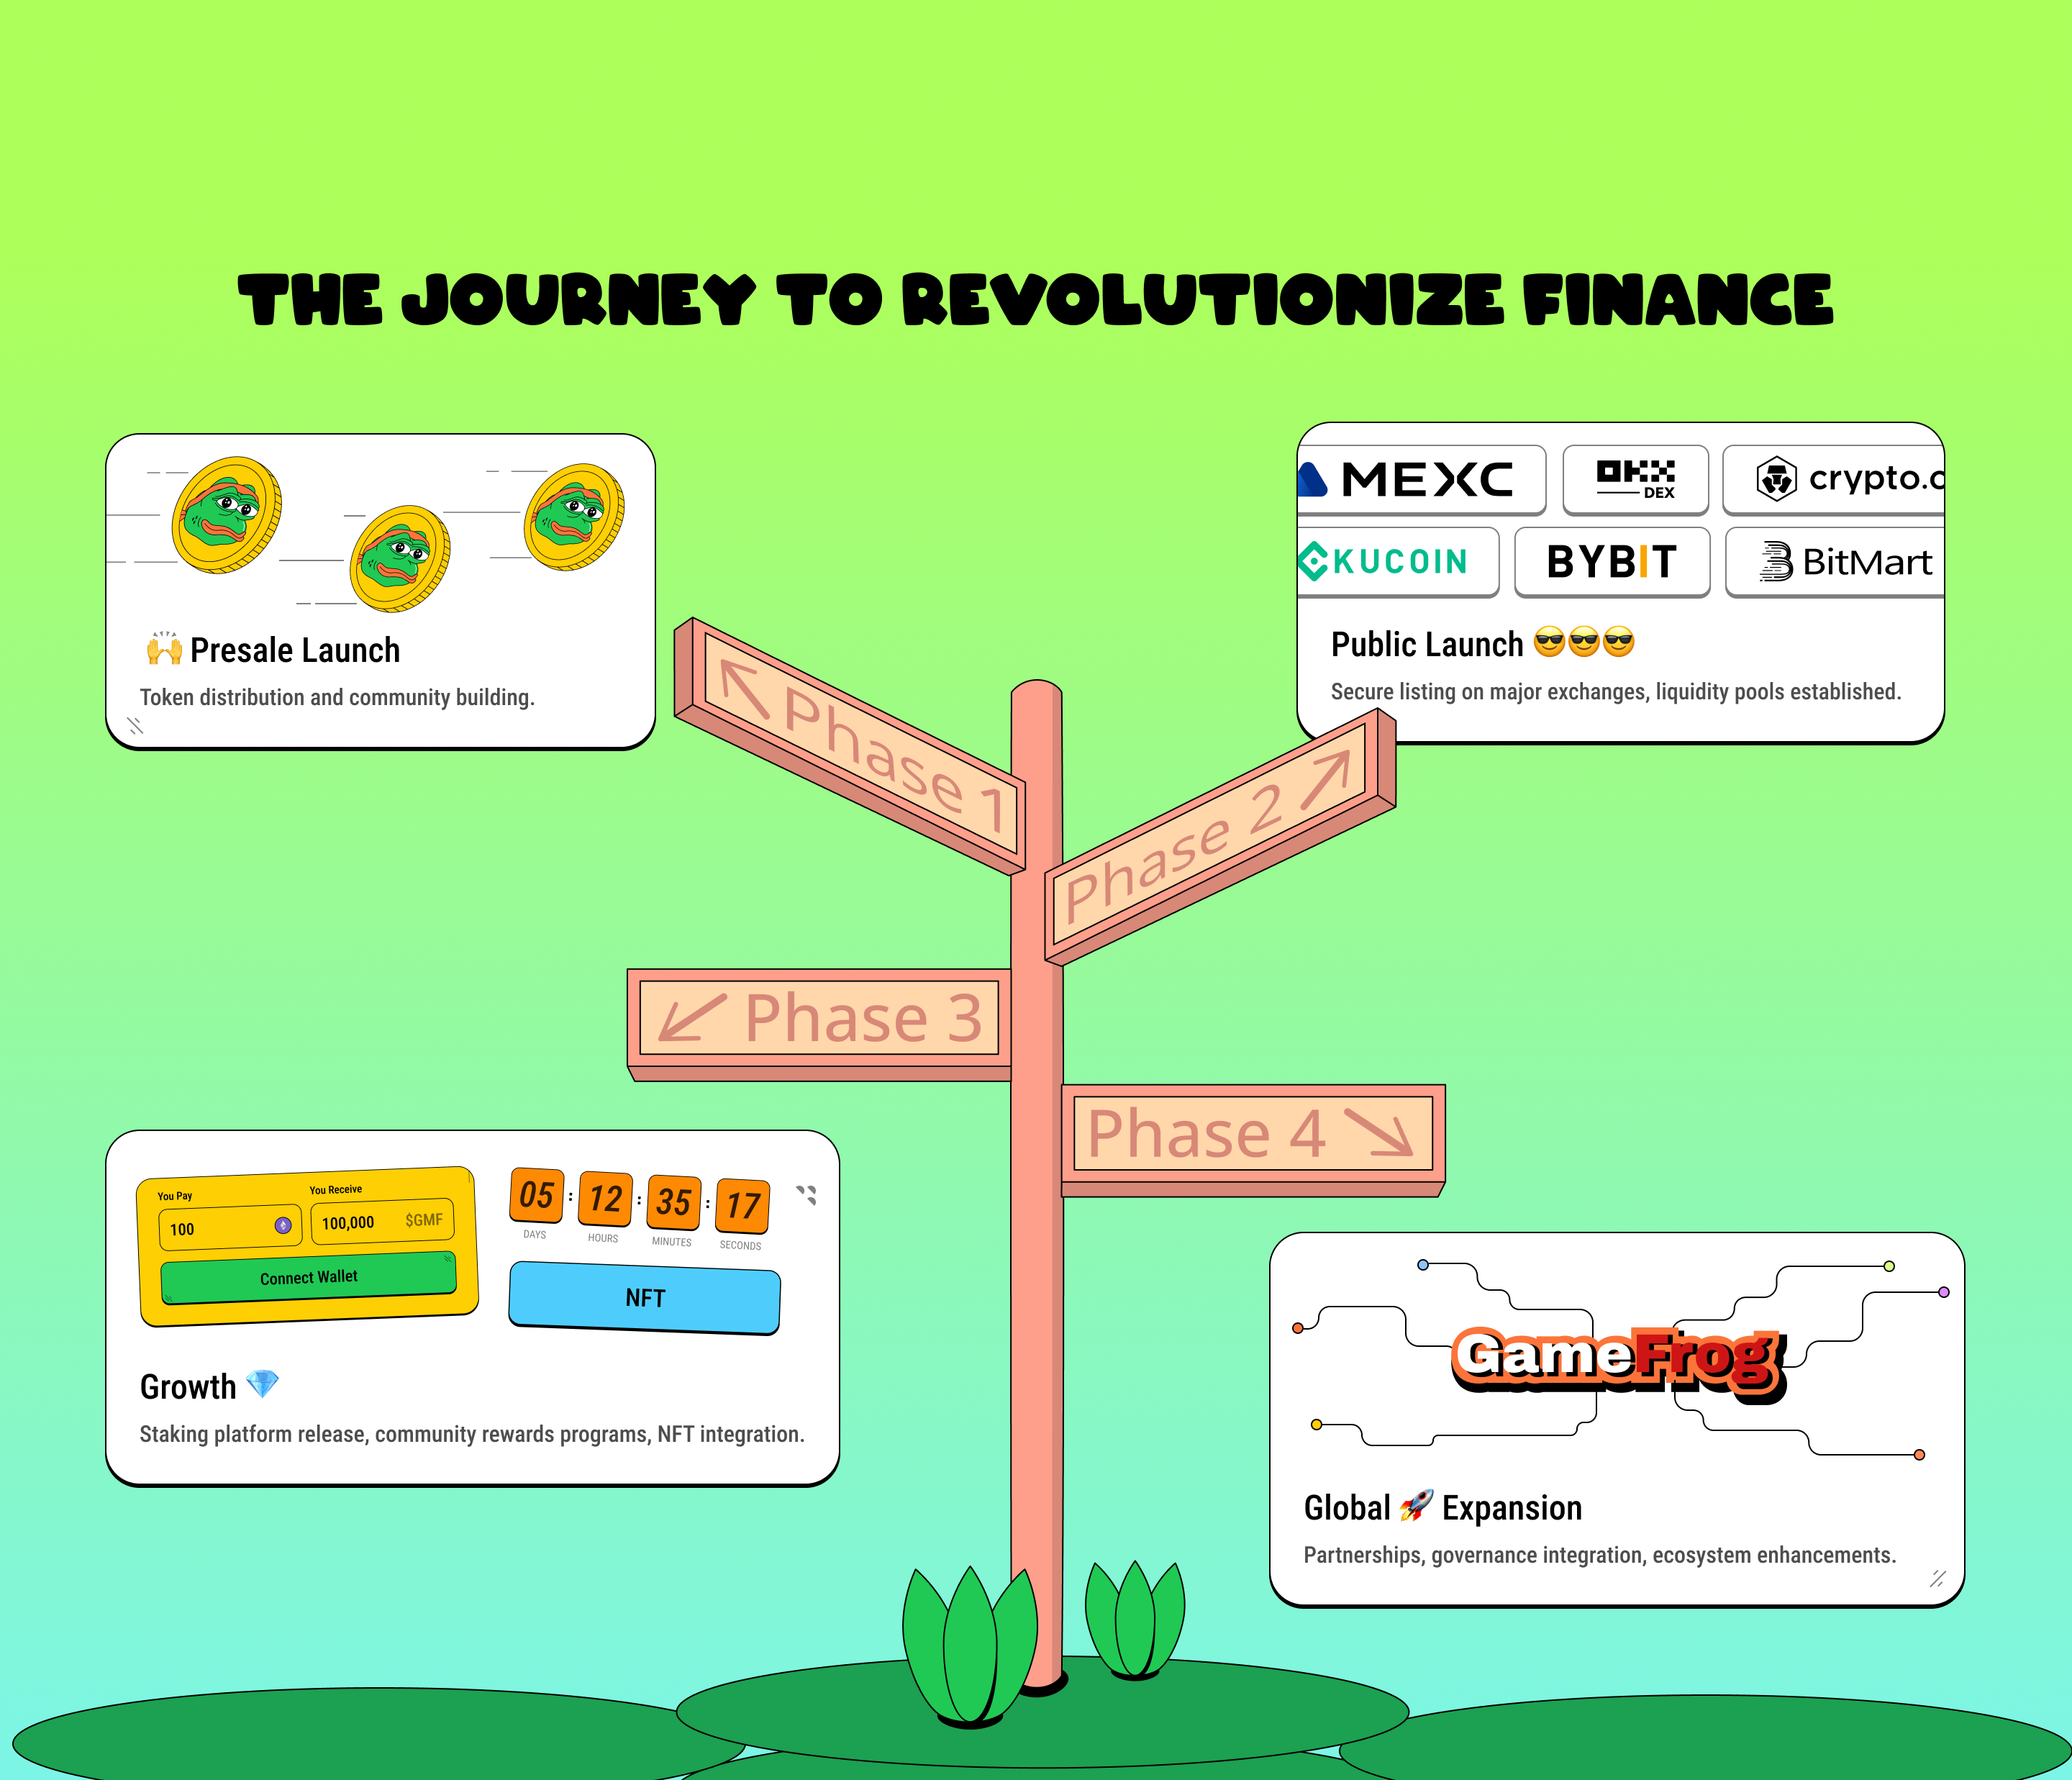 THE JOURNEY TO REVOLUTIONIZE FINANCE
🙌 Presale Launch
Token distribution and community building.
MEXC
OKX DEX
crypto.c
KUCOIN
BYBIT
BitMart
Public Launch 😎😎😎
Secure listing on major exchanges, liquidity pools established.
Phase 1
Phase 2
Phase 3
Phase 4
You Pay
You Receive
100
100,000 $GMF
Connect Wallet
05 : 12 : 35 : 17
DAYS HOURS MINUTES SECONDS
NFT
Growth 💎
Staking platform release, community rewards programs, NFT integration.
GameFrog
Global 🚀 Expansion
Partnerships, governance integration, ecosystem enhancements.